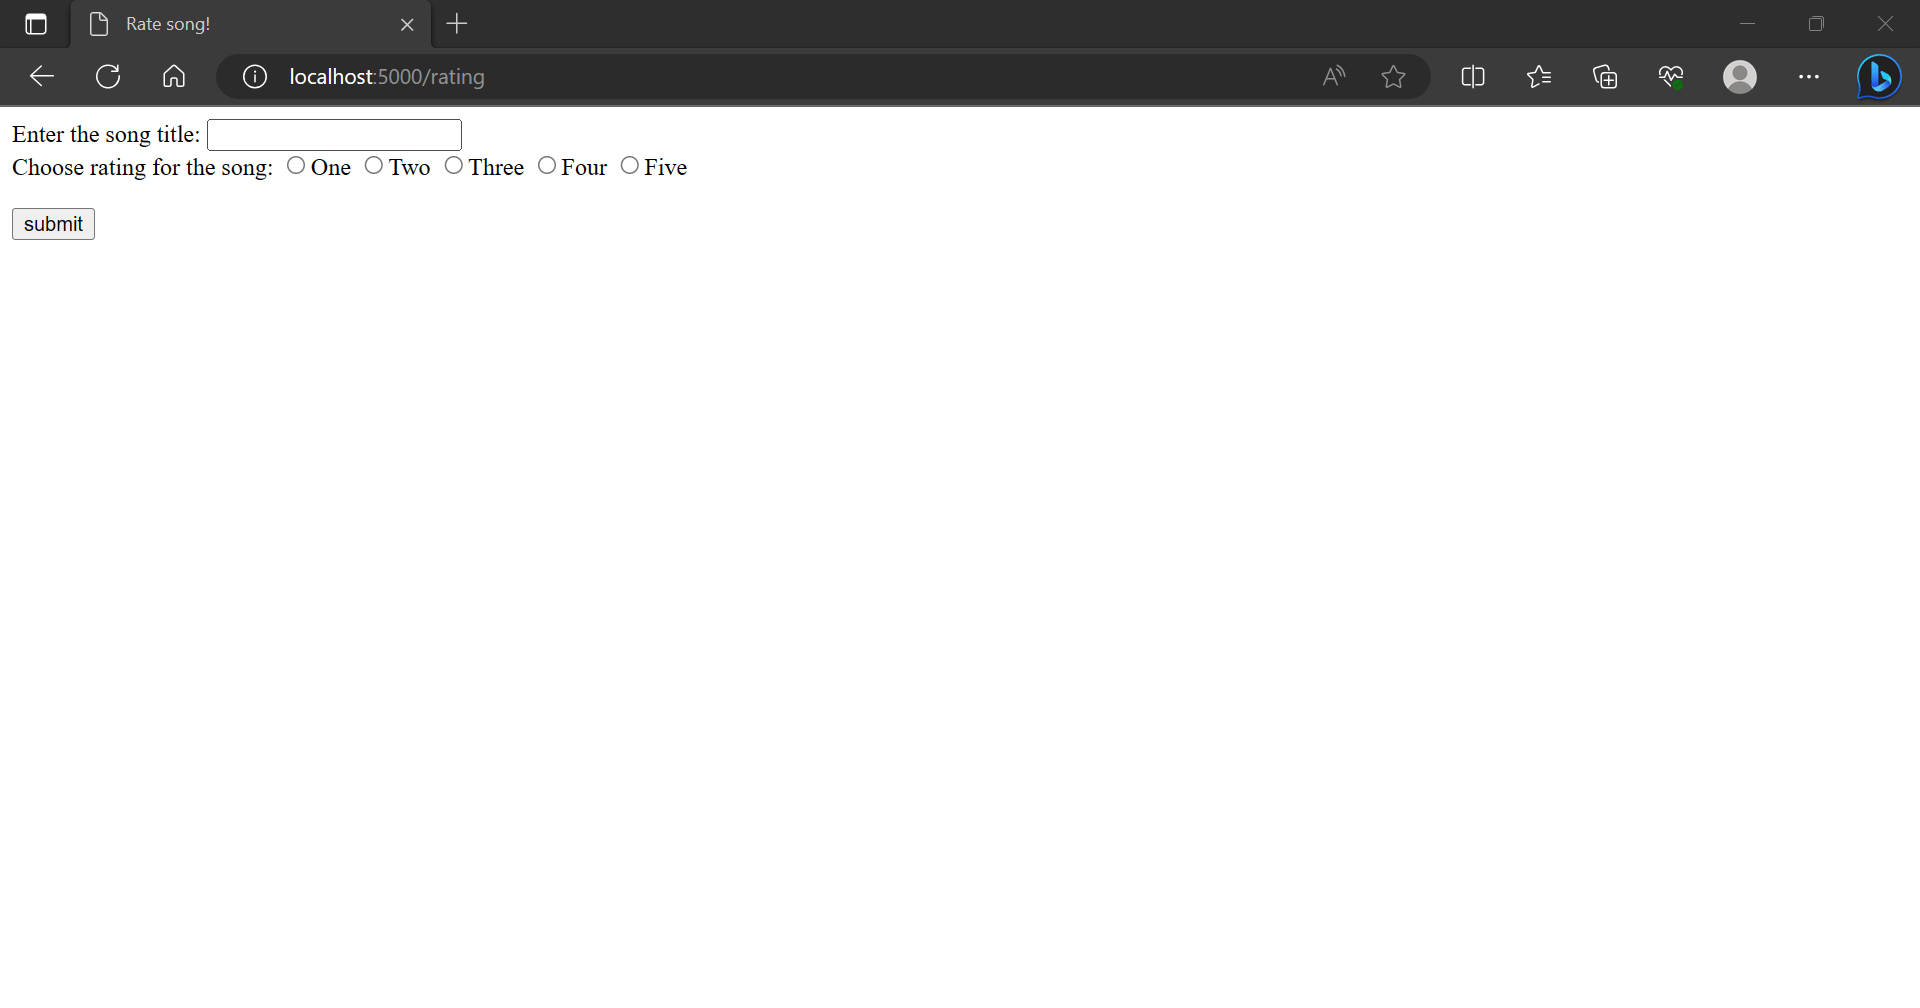 Rate song!
localhost:5000/rating
Enter the song title:
Choose rating for the song: One Two Three Four Five
submit